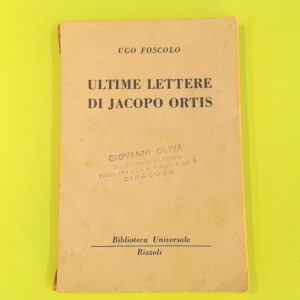 UGO FOSCOLO
ULTIME LETTERE
DI JACOPO ORTIS
GIOVANNI OLIVA
SIRACUSA
Biblioteca Universale
Rizzoli